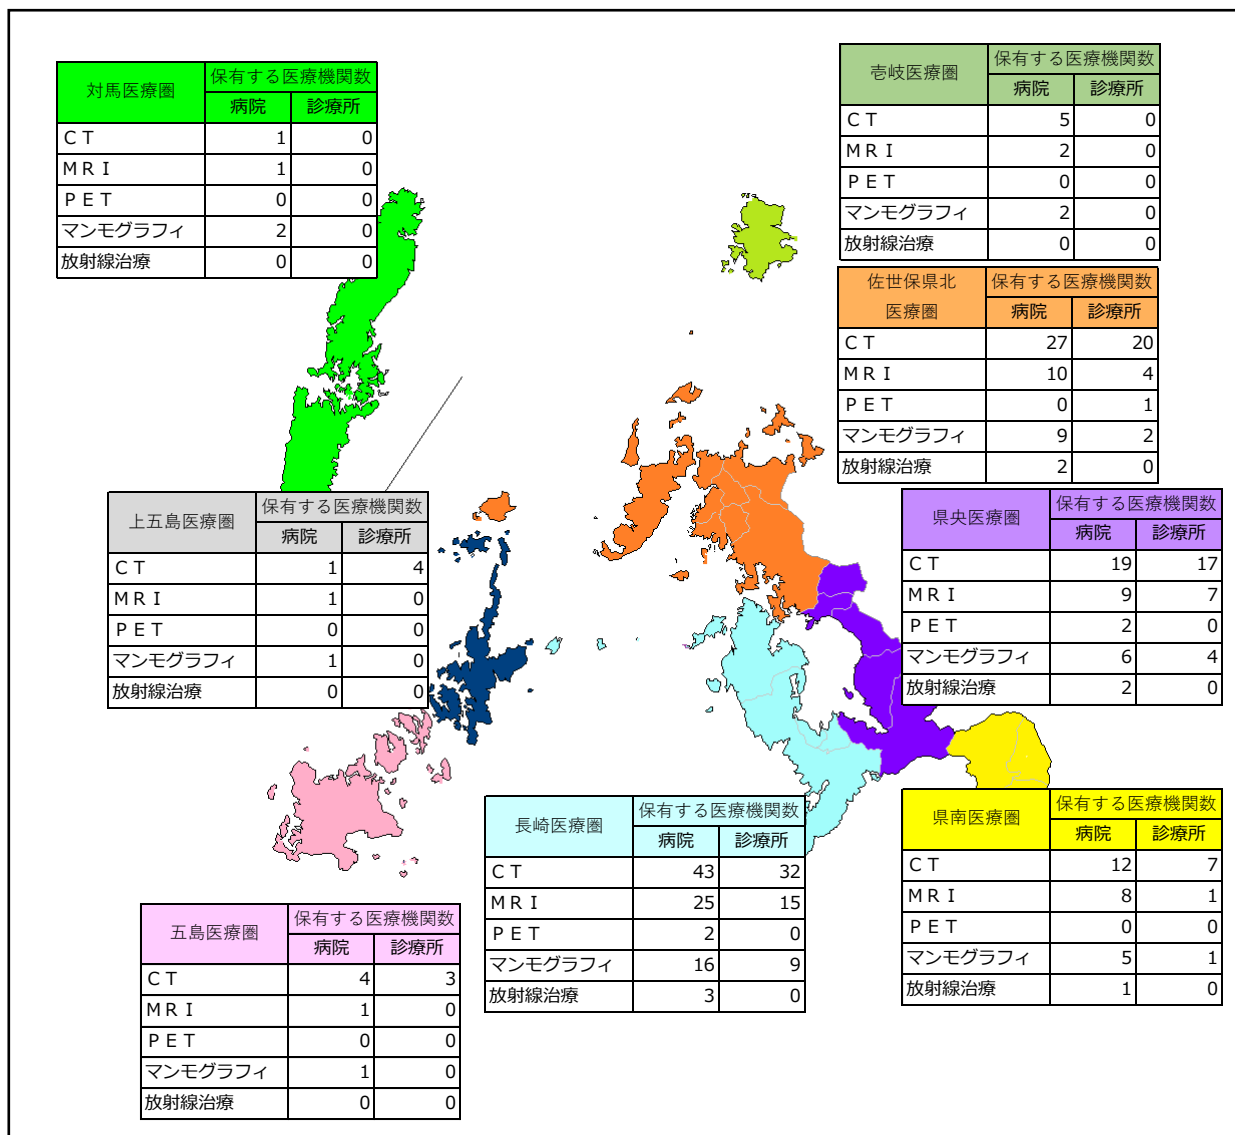 対馬医療圏 保有する医療機関数
病院 診療所
ＣＴ 1 0
ＭＲＩ 1 0
ＰＥＴ 0 0
マンモグラフィ 2 0
放射線治療 0 0
壱岐医療圏 保有する医療機関数
病院 診療所
ＣＴ 5 0
ＭＲＩ 2 0
ＰＥＴ 0 0
マンモグラフィ 2 0
放射線治療 0 0
佐世保県北 保有する医療機関数
医療圏 病院 診療所
ＣＴ 27 20
ＭＲＩ 10 4
ＰＥＴ 0 1
マンモグラフィ 9 2
放射線治療 2 0
上五島医療圏 保有する医療機関数
病院 診療所
ＣＴ 1 4
ＭＲＩ 1 0
ＰＥＴ 0 0
マンモグラフィ 1 0
放射線治療 0 0
県央医療圏 保有する医療機関数
病院 診療所
ＣＴ 19 17
ＭＲＩ 9 7
ＰＥＴ 2 0
マンモグラフィ 6 4
放射線治療 2 0
長崎医療圏 保有する医療機関数
病院 診療所
ＣＴ 43 32
ＭＲＩ 25 15
ＰＥＴ 2 0
マンモグラフィ 16 9
放射線治療 3 0
県南医療圏 保有する医療機関数
病院 診療所
ＣＴ 12 7
ＭＲＩ 8 1
ＰＥＴ 0 0
マンモグラフィ 5 1
放射線治療 1 0
五島医療圏 保有する医療機関数
病院 診療所
ＣＴ 4 3
ＭＲＩ 1 0
ＰＥＴ 0 0
マンモグラフィ 1 0
放射線治療 0 0